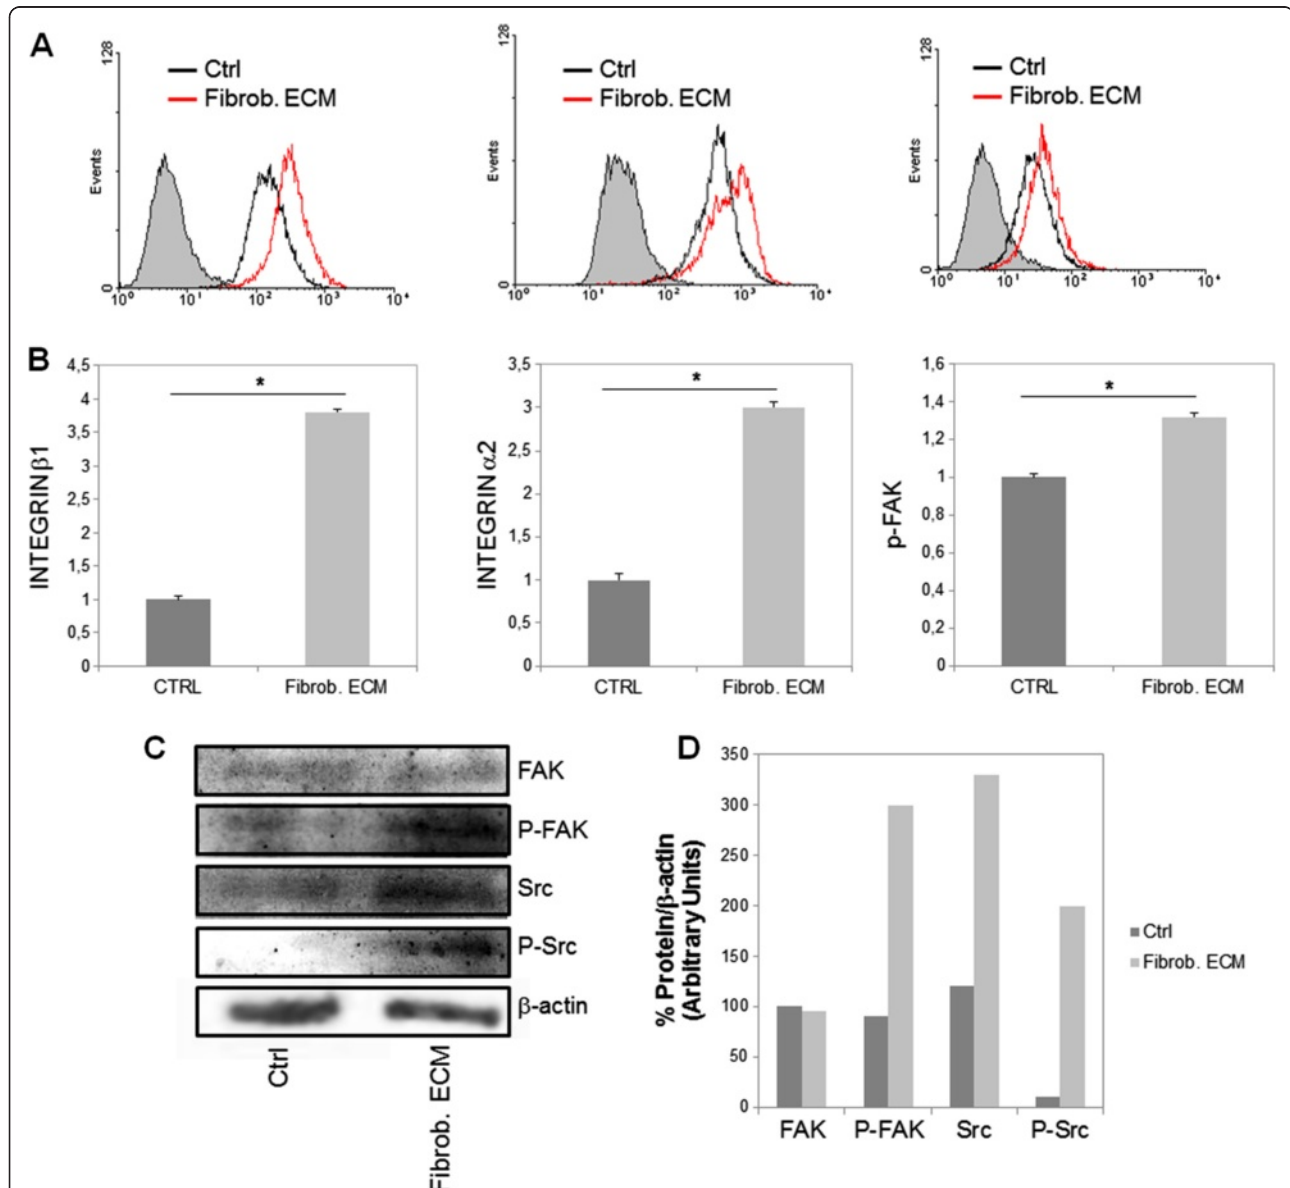 A
128
Events
0
Ctrl
Fibrob. ECM
10⁰ 10¹ 10² 10³ 10⁴
128
Events
0
Ctrl
Fibrob. ECM
10⁰ 10¹ 10² 10³ 10⁴
128
Events
0
Ctrl
Fibrob. ECM
10⁰ 10¹ 10² 10³ 10⁴
B
INTEGRIN β1
4,5
4
3,5
3
2,5
2
1,5
1
0,5
0
*
CTRL Fibrob. ECM
INTEGRIN α2
3,5
3
2,5
2
1,5
1
0,5
0
*
CTRL Fibrob. ECM
p-FAK
1,6
1,4
1,2
1
0,8
0,6
0,4
0,2
0
*
CTRL Fibrob. ECM
C
FAK
P-FAK
Src
P-Src
β-actin
Ctrl
Fibrob. ECM
D
% Protein/β-actin
(Arbitrary Units)
350
300
250
200
150
100
50
0
FAK P-FAK Src P-Src
Ctrl
Fibrob. ECM